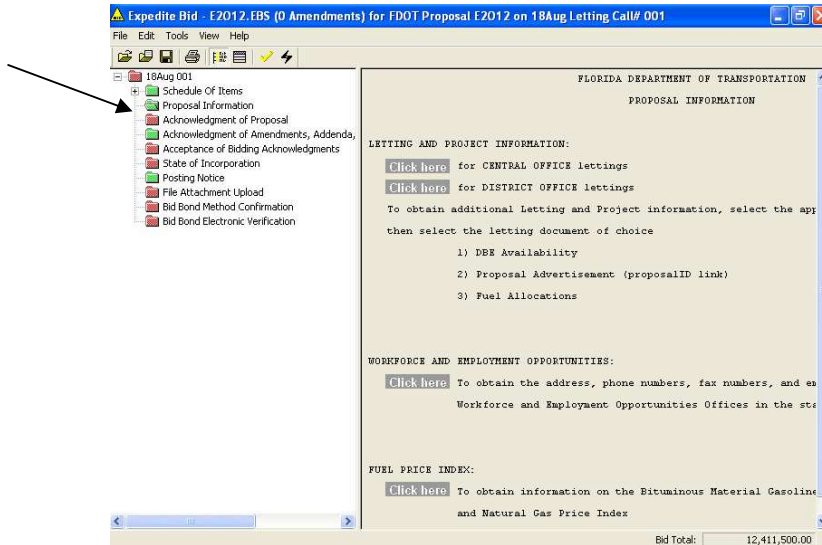 Expedite Bid - E2012.EBS (0 Amendments) for FDOT Proposal E2012 on 18Aug Letting Call# 001
File Edit Tools View Help
18Aug 001
Schedule Of Items
Proposal Information
Acknowledgment of Proposal
Acknowledgment of Amendments, Addenda,
Acceptance of Bidding Acknowledgments
State of Incorporation
Posting Notice
File Attachment Upload
Bid Bond Method Confirmation
Bid Bond Electronic Verification
FLORIDA DEPARTMENT OF TRANSPORTATION
PROPOSAL INFORMATION
LETTING AND PROJECT INFORMATION:
Click here for CENTRAL OFFICE lettings
Click here for DISTRICT OFFICE lettings
To obtain additional Letting and Project information, select the app
then select the letting document of choice
1) DBE Availability
2) Proposal Advertisement (proposalID link)
3) Fuel Allocations
WORKFORCE AND EMPLOYMENT OPPORTUNITIES:
Click here To obtain the address, phone numbers, fax numbers, and em
Workforce and Employment Opportunities Offices in the sta
FUEL PRICE INDEX:
Click here To obtain information on the Bituminous Material Gasoline
and Natural Gas Price Index
Bid Total: 12,411,500.00